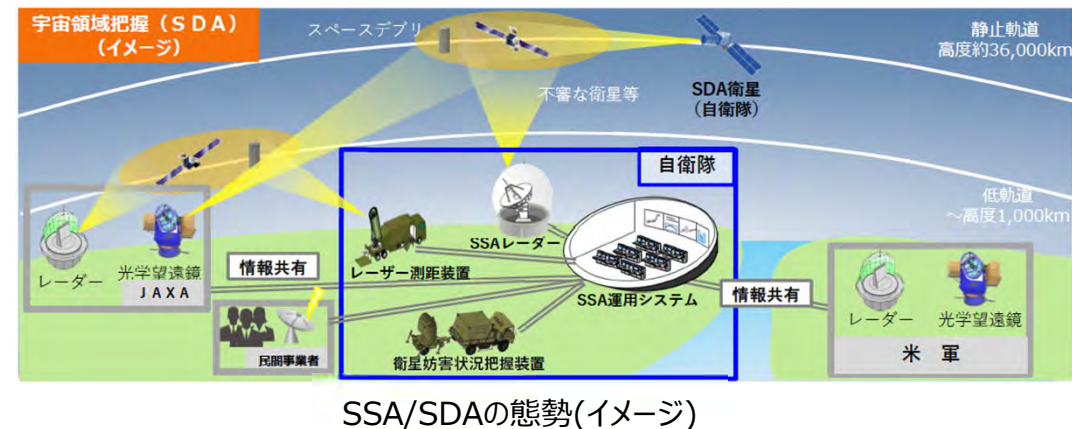 宇宙領域把握（ＳＤＡ）
（イメージ）
スペースデブリ
静止軌道
高度約36,000km
SDA衛星
（自衛隊）
不審な衛星等
自衛隊
低軌道
～高度1,000km
レーダー
光学望遠鏡
ＪＡＸＡ
情報共有
レーザー測距装置
SSAレーダー
SSA運用システム
情報共有
レーダー
光学望遠鏡
米　軍
民間事業者
衛星妨害状況把握装置
SSA/SDAの態勢(イメージ)